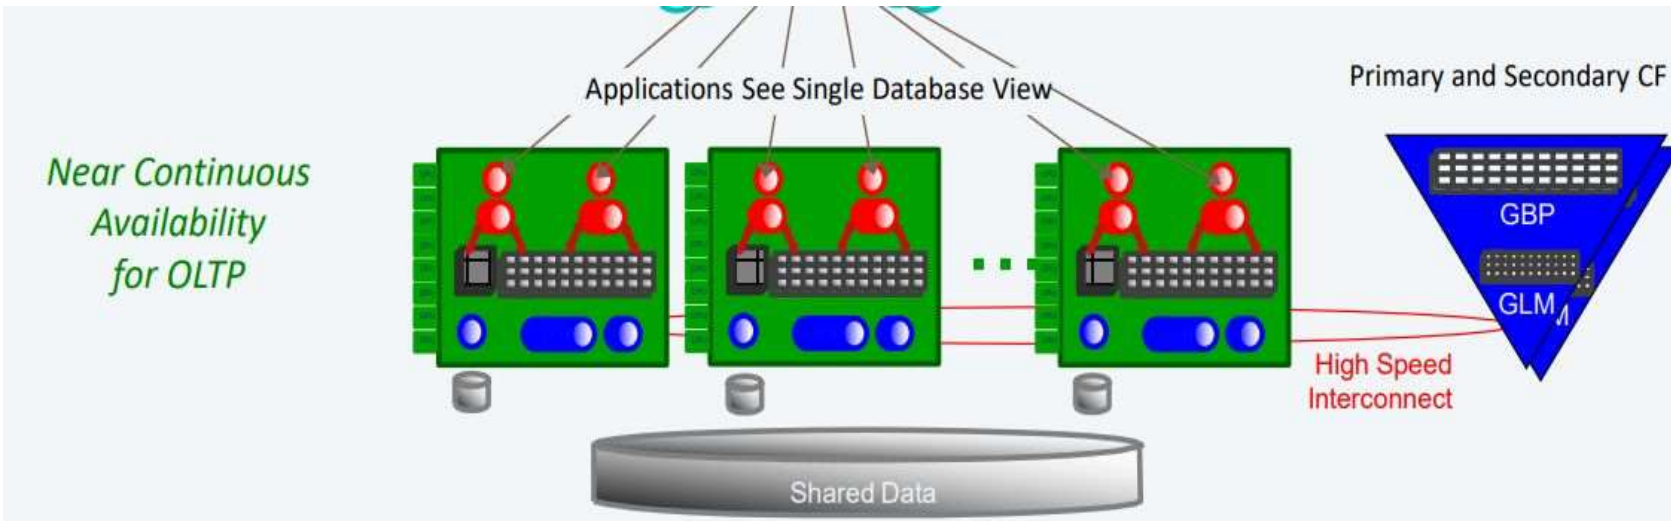 Applications See Single Database View
Primary and Secondary CF
Near Continuous
Availability
for OLTP
GBP
GLM
High Speed
Interconnect
Shared Data